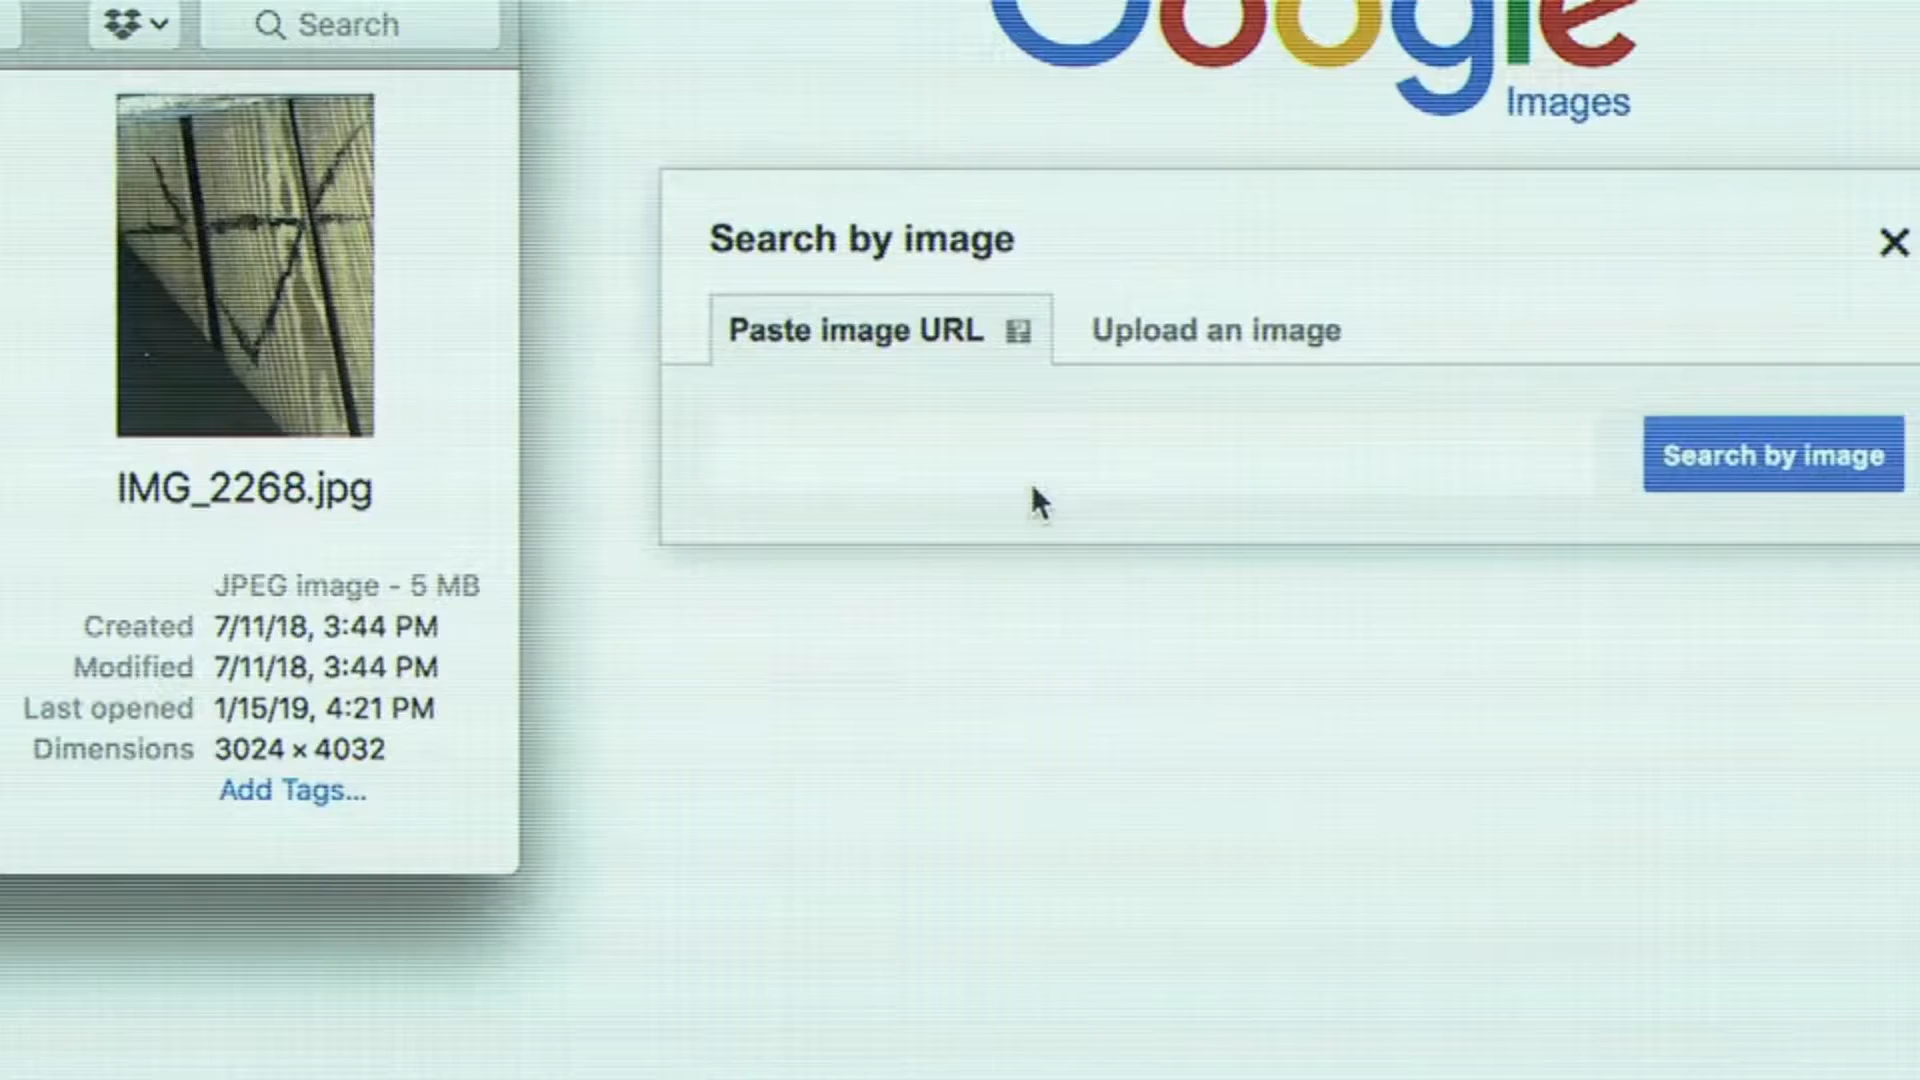 Search
Google
Images
Search by image
Paste image URL
Upload an image
Search by image
IMG_2268.jpg
JPEG image - 5 MB
Created 7/11/18, 3:44 PM
Modified 7/11/18, 3:44 PM
Last opened 1/15/19, 4:21 PM
Dimensions 3024 × 4032
Add Tags...